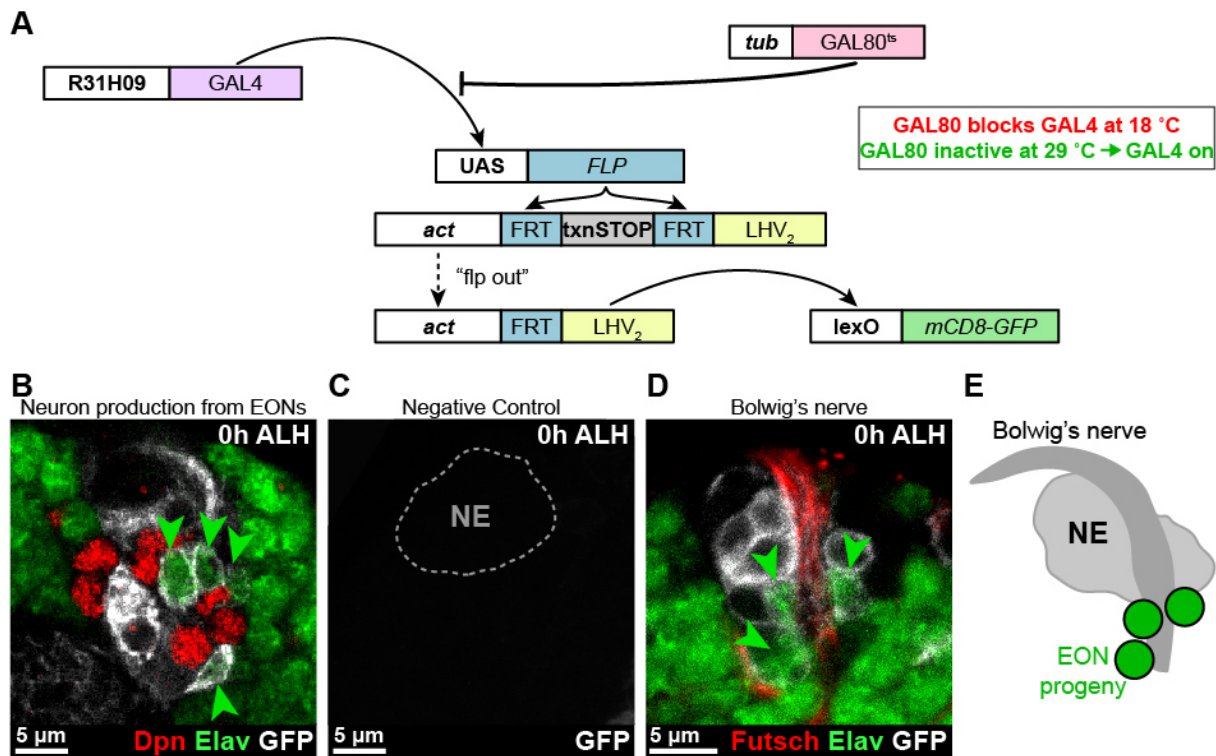 A
tub GAL80ts
R31H09 GAL4
GAL80 blocks GAL4 at 18 ˚C
GAL80 inactive at 29 ˚C → GAL4 on
UAS FLP
act FRT txnSTOP FRT LHV2
“flp out”
act FRT LHV2
lexO mCD8-GFP
B
Neuron production from EONs
0h ALH
5 µm
Dpn Elav GFP
C
Negative Control
0h ALH
NE
5 µm
GFP
D
Bolwig’s nerve
0h ALH
5 µm
Futsch Elav GFP
E
Bolwig’s nerve
NE
EON
progeny